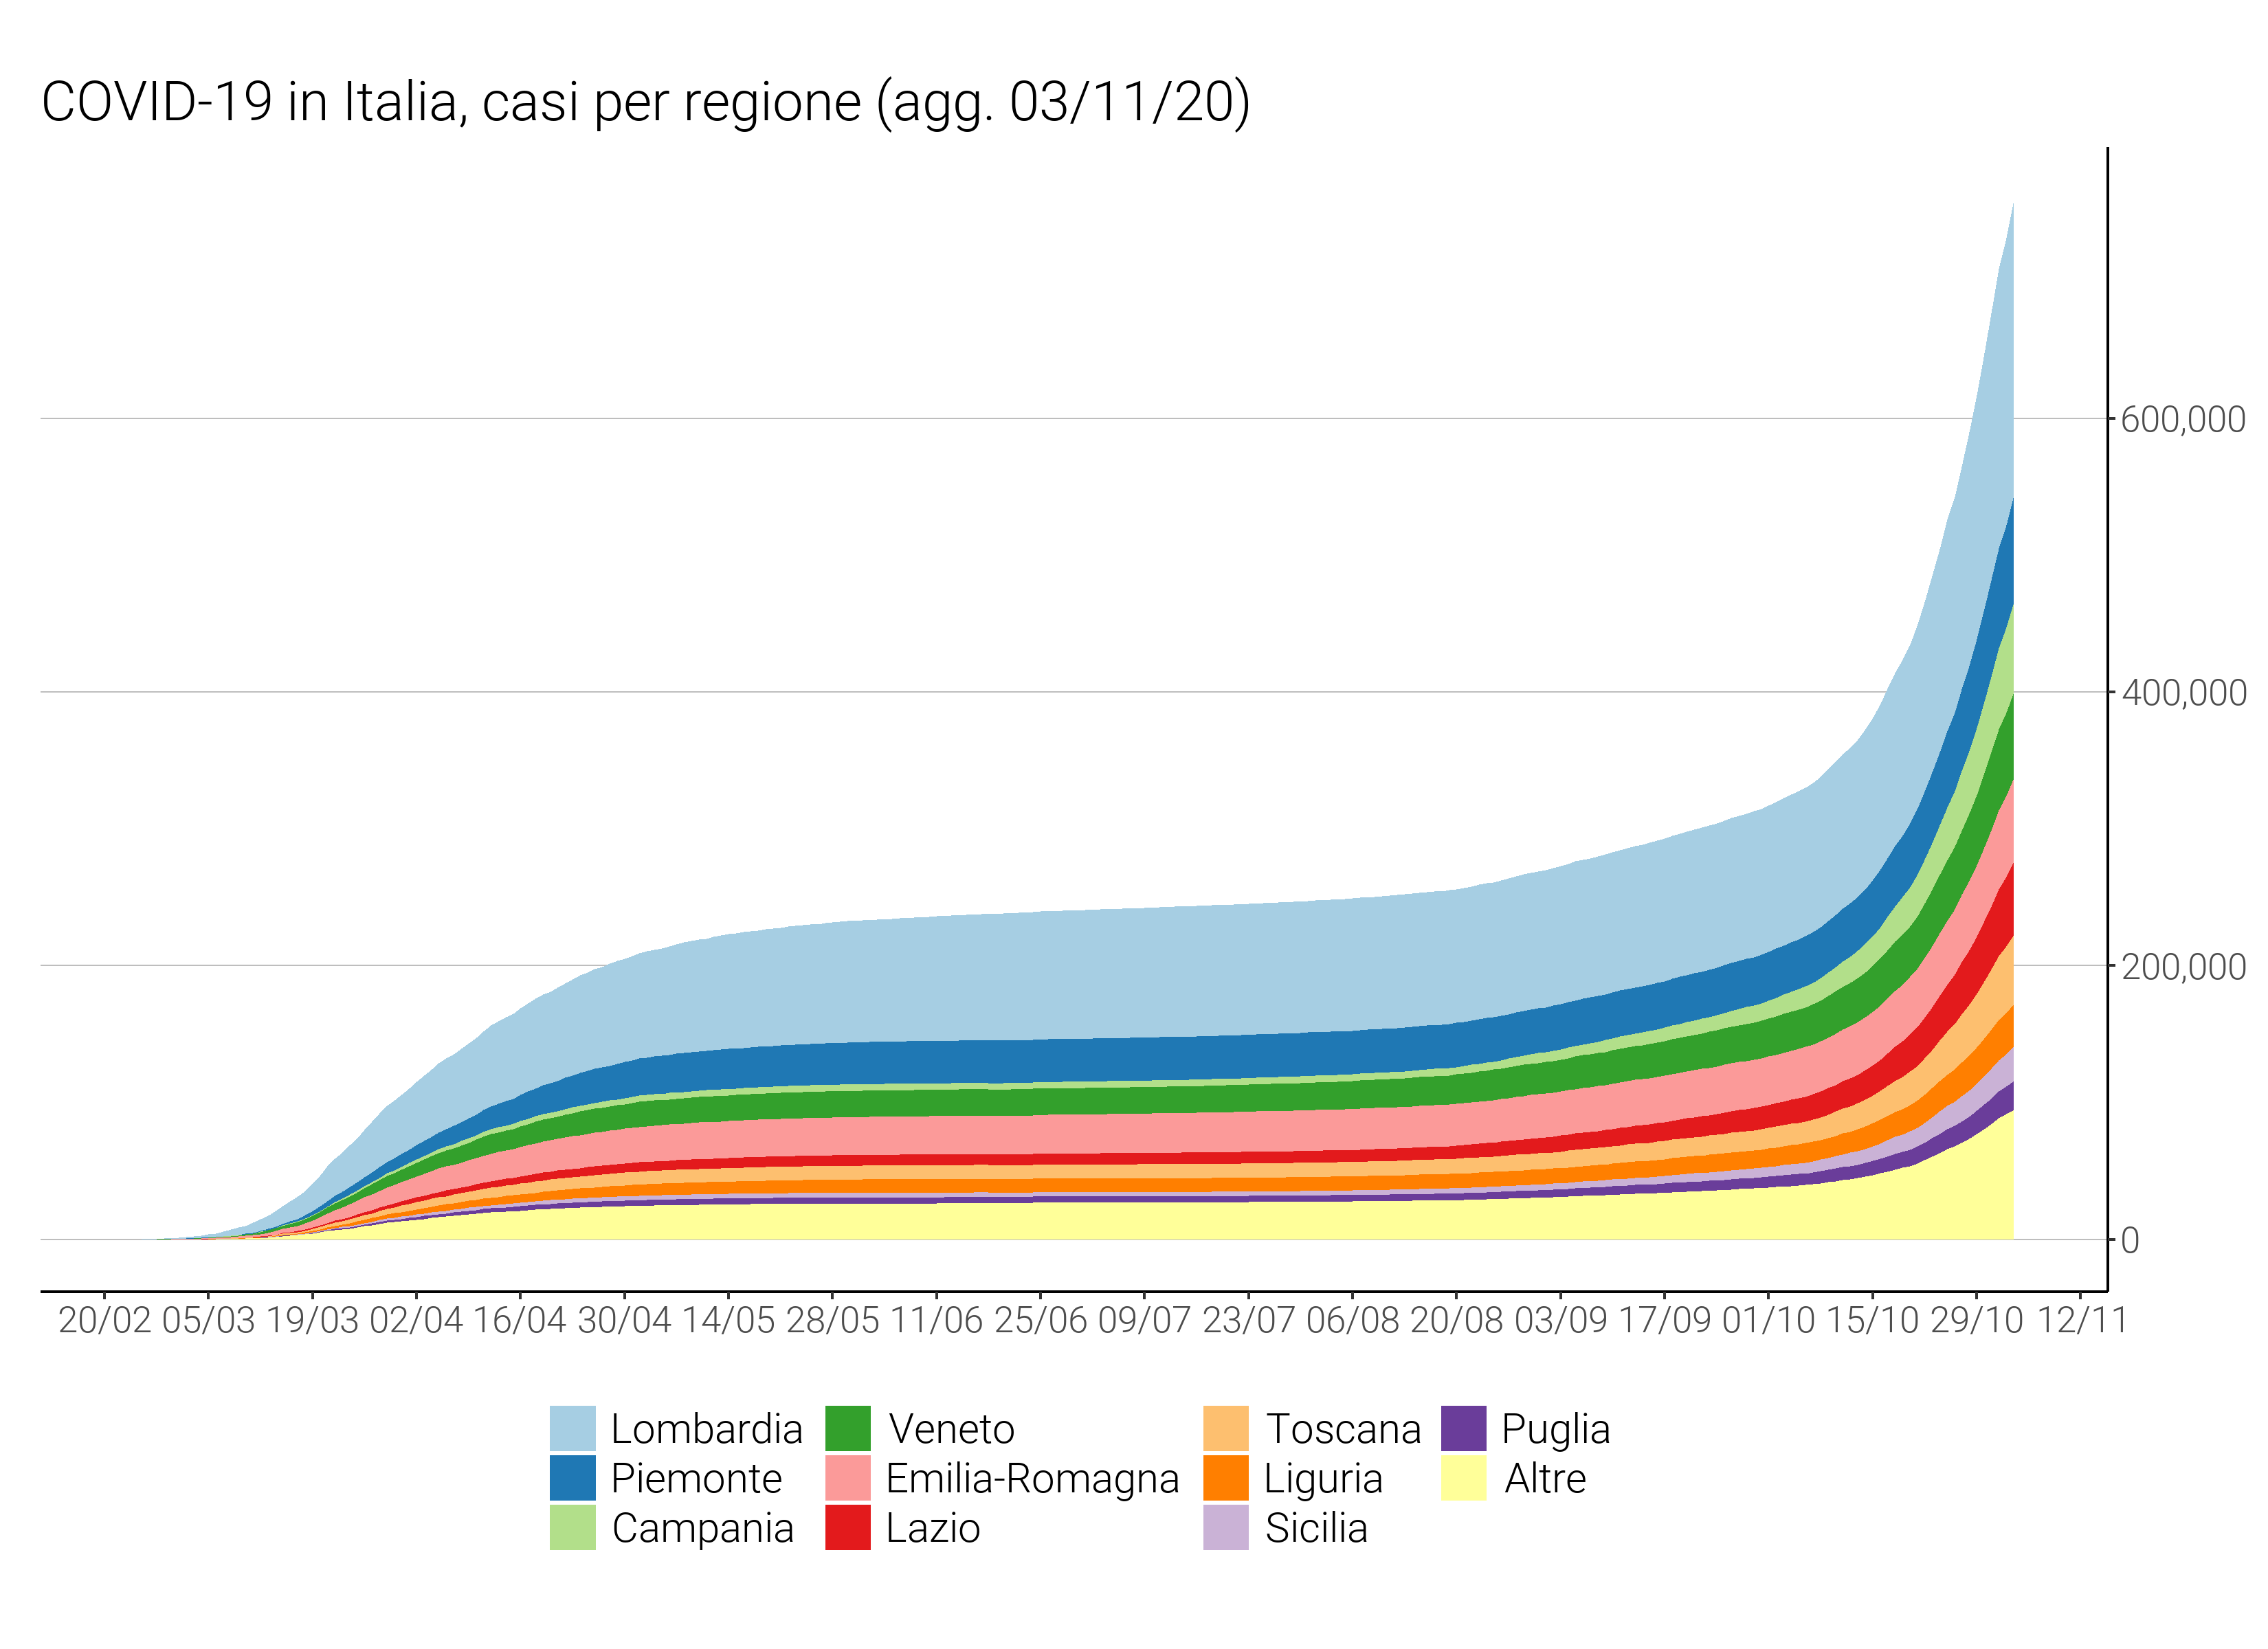 COVID-19 in Italia, casi per regione (agg. 03/11/20)
600,000
400,000
200,000
0
20/02 05/03 19/03 02/04 16/04 30/04 14/05 28/05 11/06 25/06 09/07 23/07 06/08 20/08 03/09 17/09 01/10 15/10 29/10 12/11
Lombardia Veneto Toscana Puglia
Piemonte Emilia-Romagna Liguria Altre
Campania Lazio Sicilia